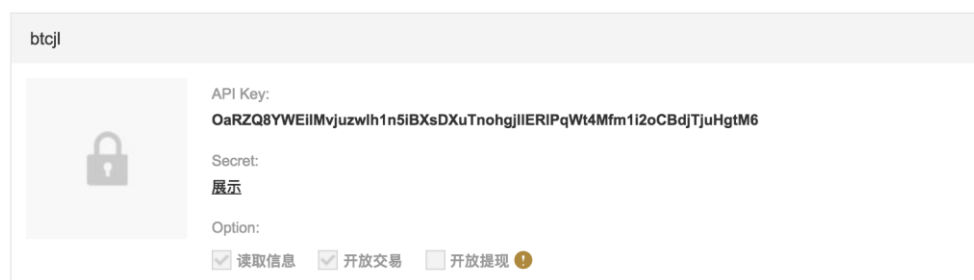 btcjl
API Key:
OaRZQ8YWEilMvjuzwlh1n5iBXsDXuTnohgjlIERlPqWt4Mfm1i2oCBdjTjuHgtM6
Secret:
展示
Option:
读取信息 开放交易 开放提现